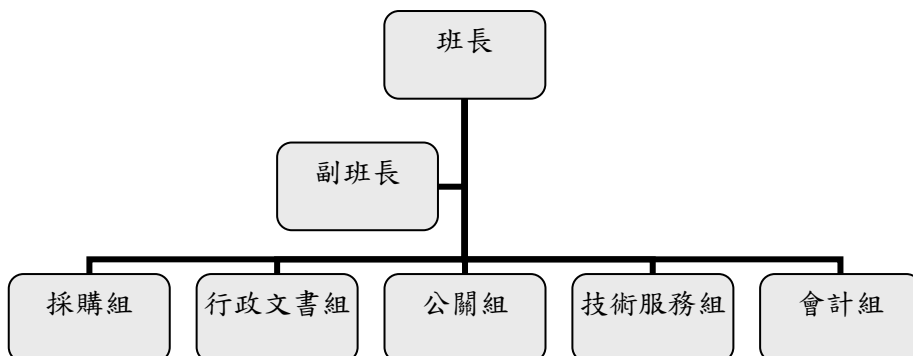 班長
副班長
採購組
行政文書組
公關組
技術服務組
會計組